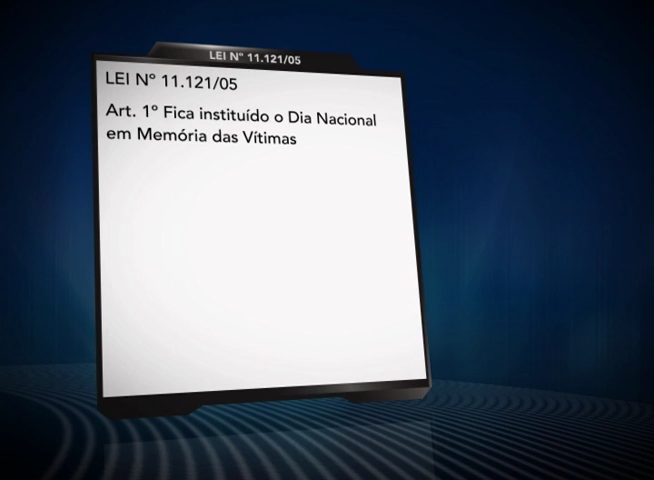 LEI Nº 11.121/05
LEI Nº 11.121/05
Art. 1º Fica instituído o Dia Nacional
em Memória das Vítimas